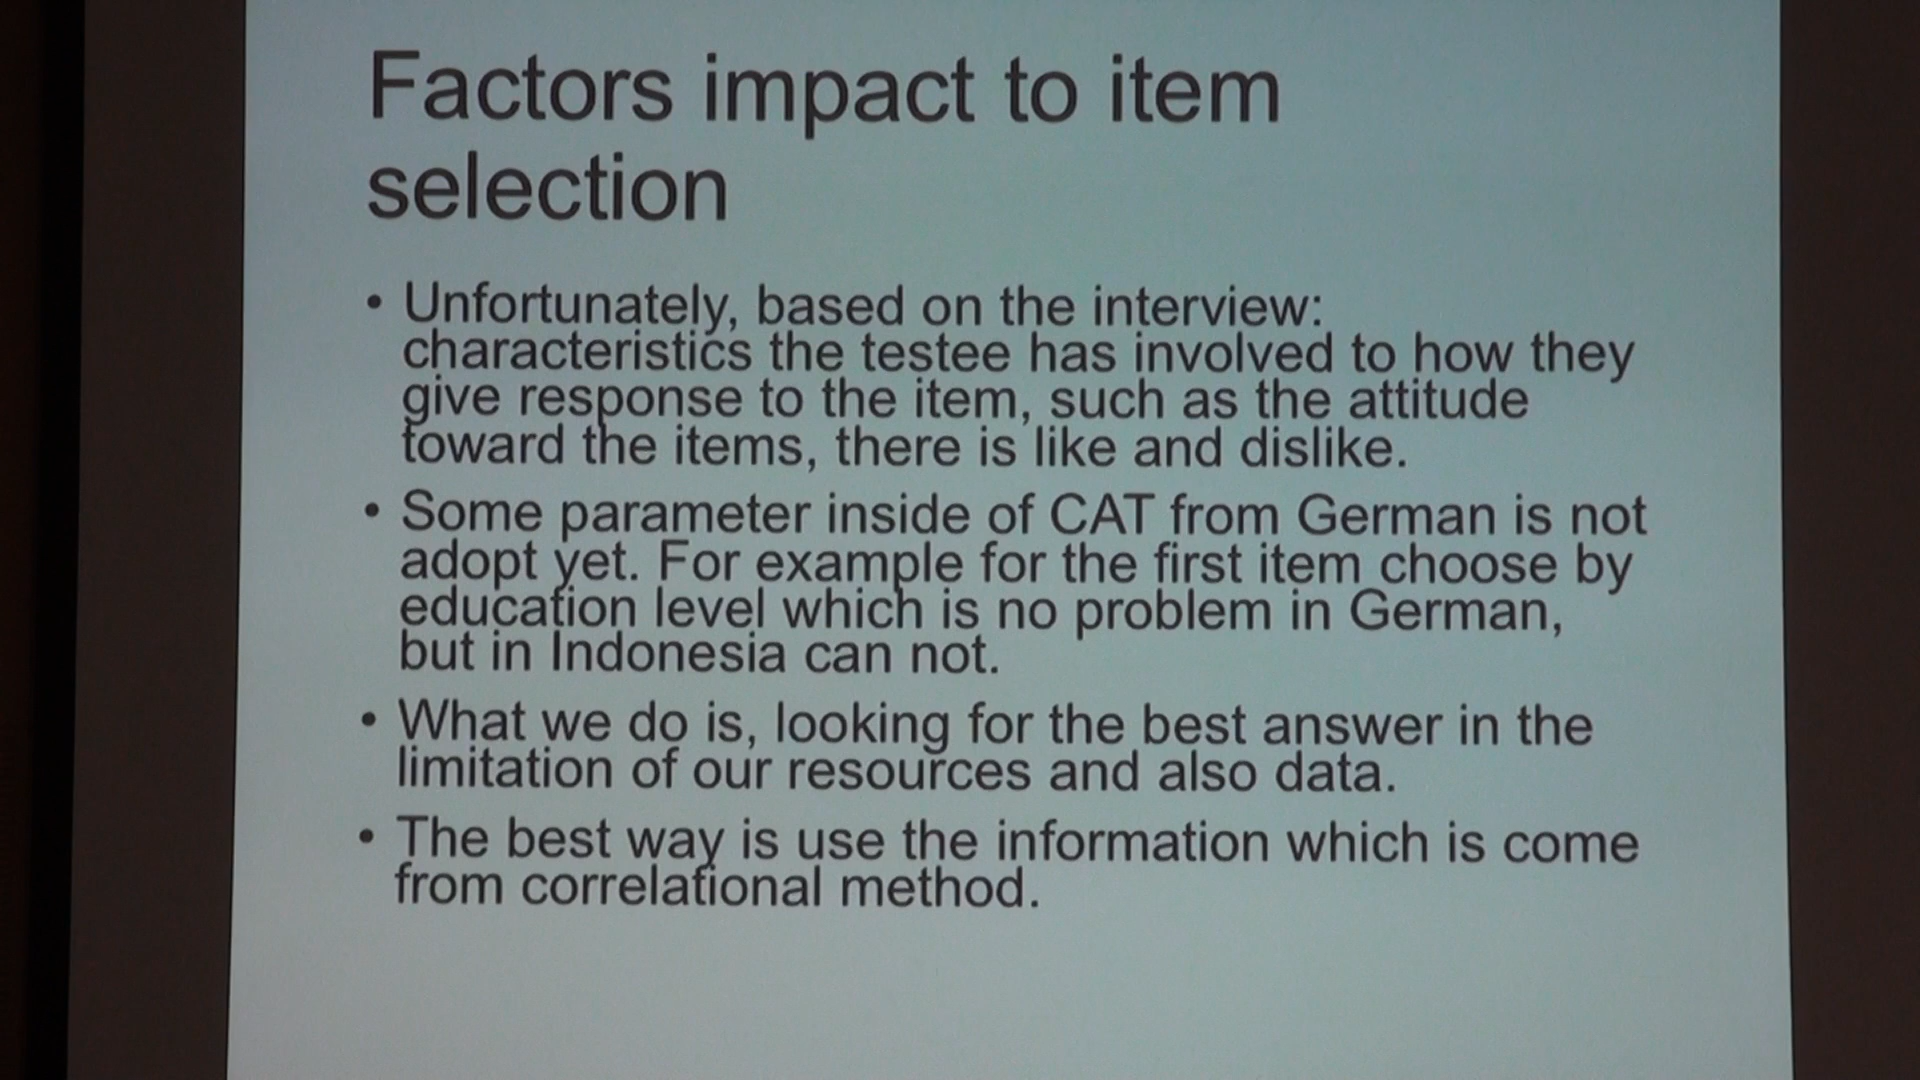 Factors impact to item
selection
• Unfortunately, based on the interview:
characteristics the testee has involved to how they
give response to the item, such as the attitude
toward the items, there is like and dislike.
• Some parameter inside of CAT from German is not
adopt yet. For example for the first item choose by
education level which is no problem in German,
but in Indonesia can not.
• What we do is, looking for the best answer in the
limitation of our resources and also data.
• The best way is use the information which is come
from correlational method.